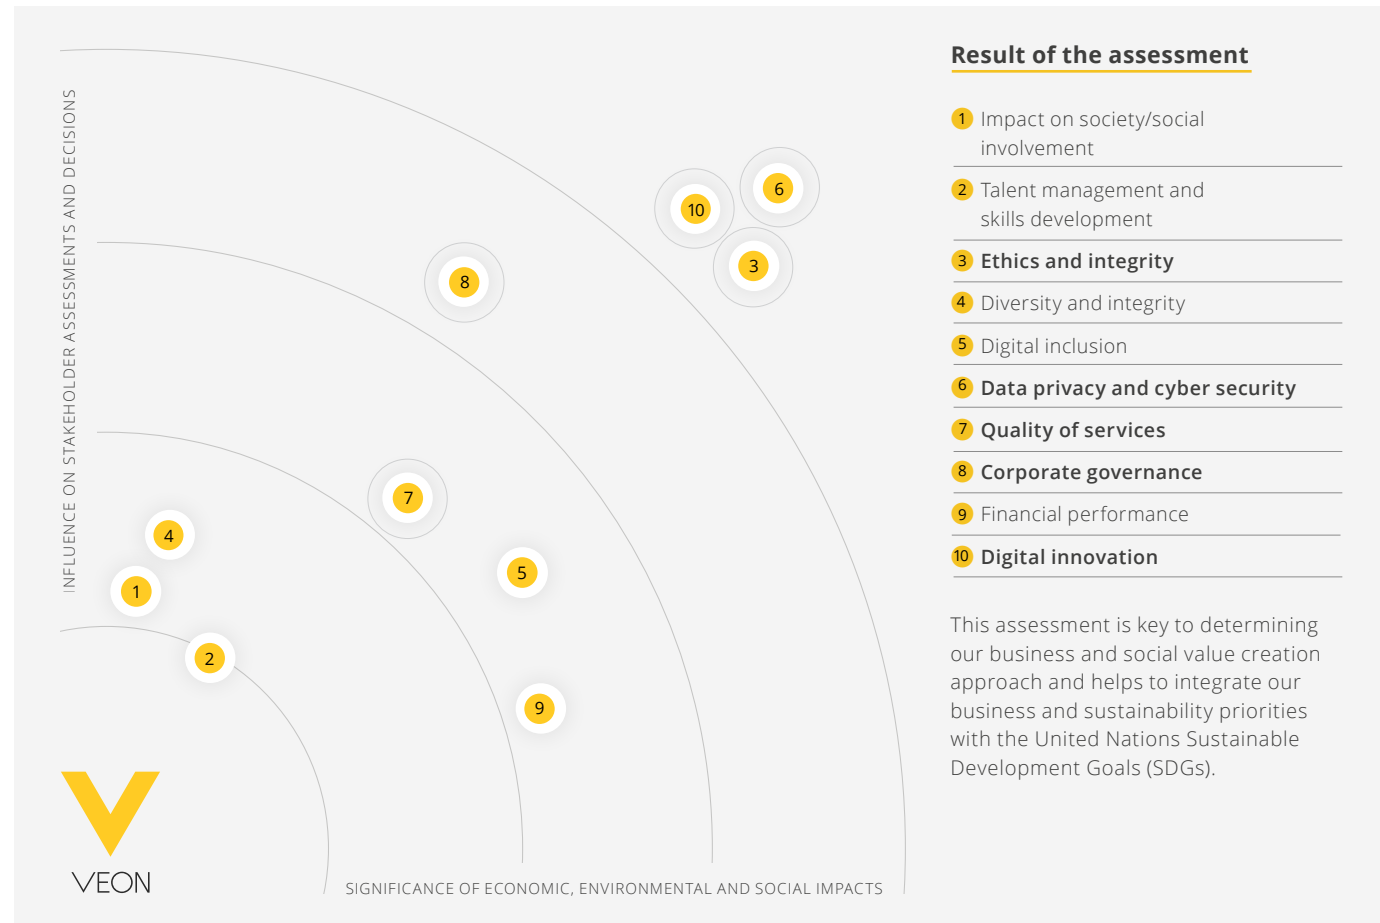 INFLUENCE ON STAKEHOLDER ASSESSMENTS AND DECISIONS
6
10
3
8
7
4
5
1
2
9
VEON
SIGNIFICANCE OF ECONOMIC, ENVIRONMENTAL AND SOCIAL IMPACTS
Result of the assessment
1 Impact on society/social
involvement
2 Talent management and
skills development
3 Ethics and integrity
4 Diversity and integrity
5 Digital inclusion
6 Data privacy and cyber security
7 Quality of services
8 Corporate governance
9 Financial performance
10 Digital innovation
This assessment is key to determining
our business and social value creation
approach and helps to integrate our
business and sustainability priorities
with the United Nations Sustainable
Development Goals (SDGs).